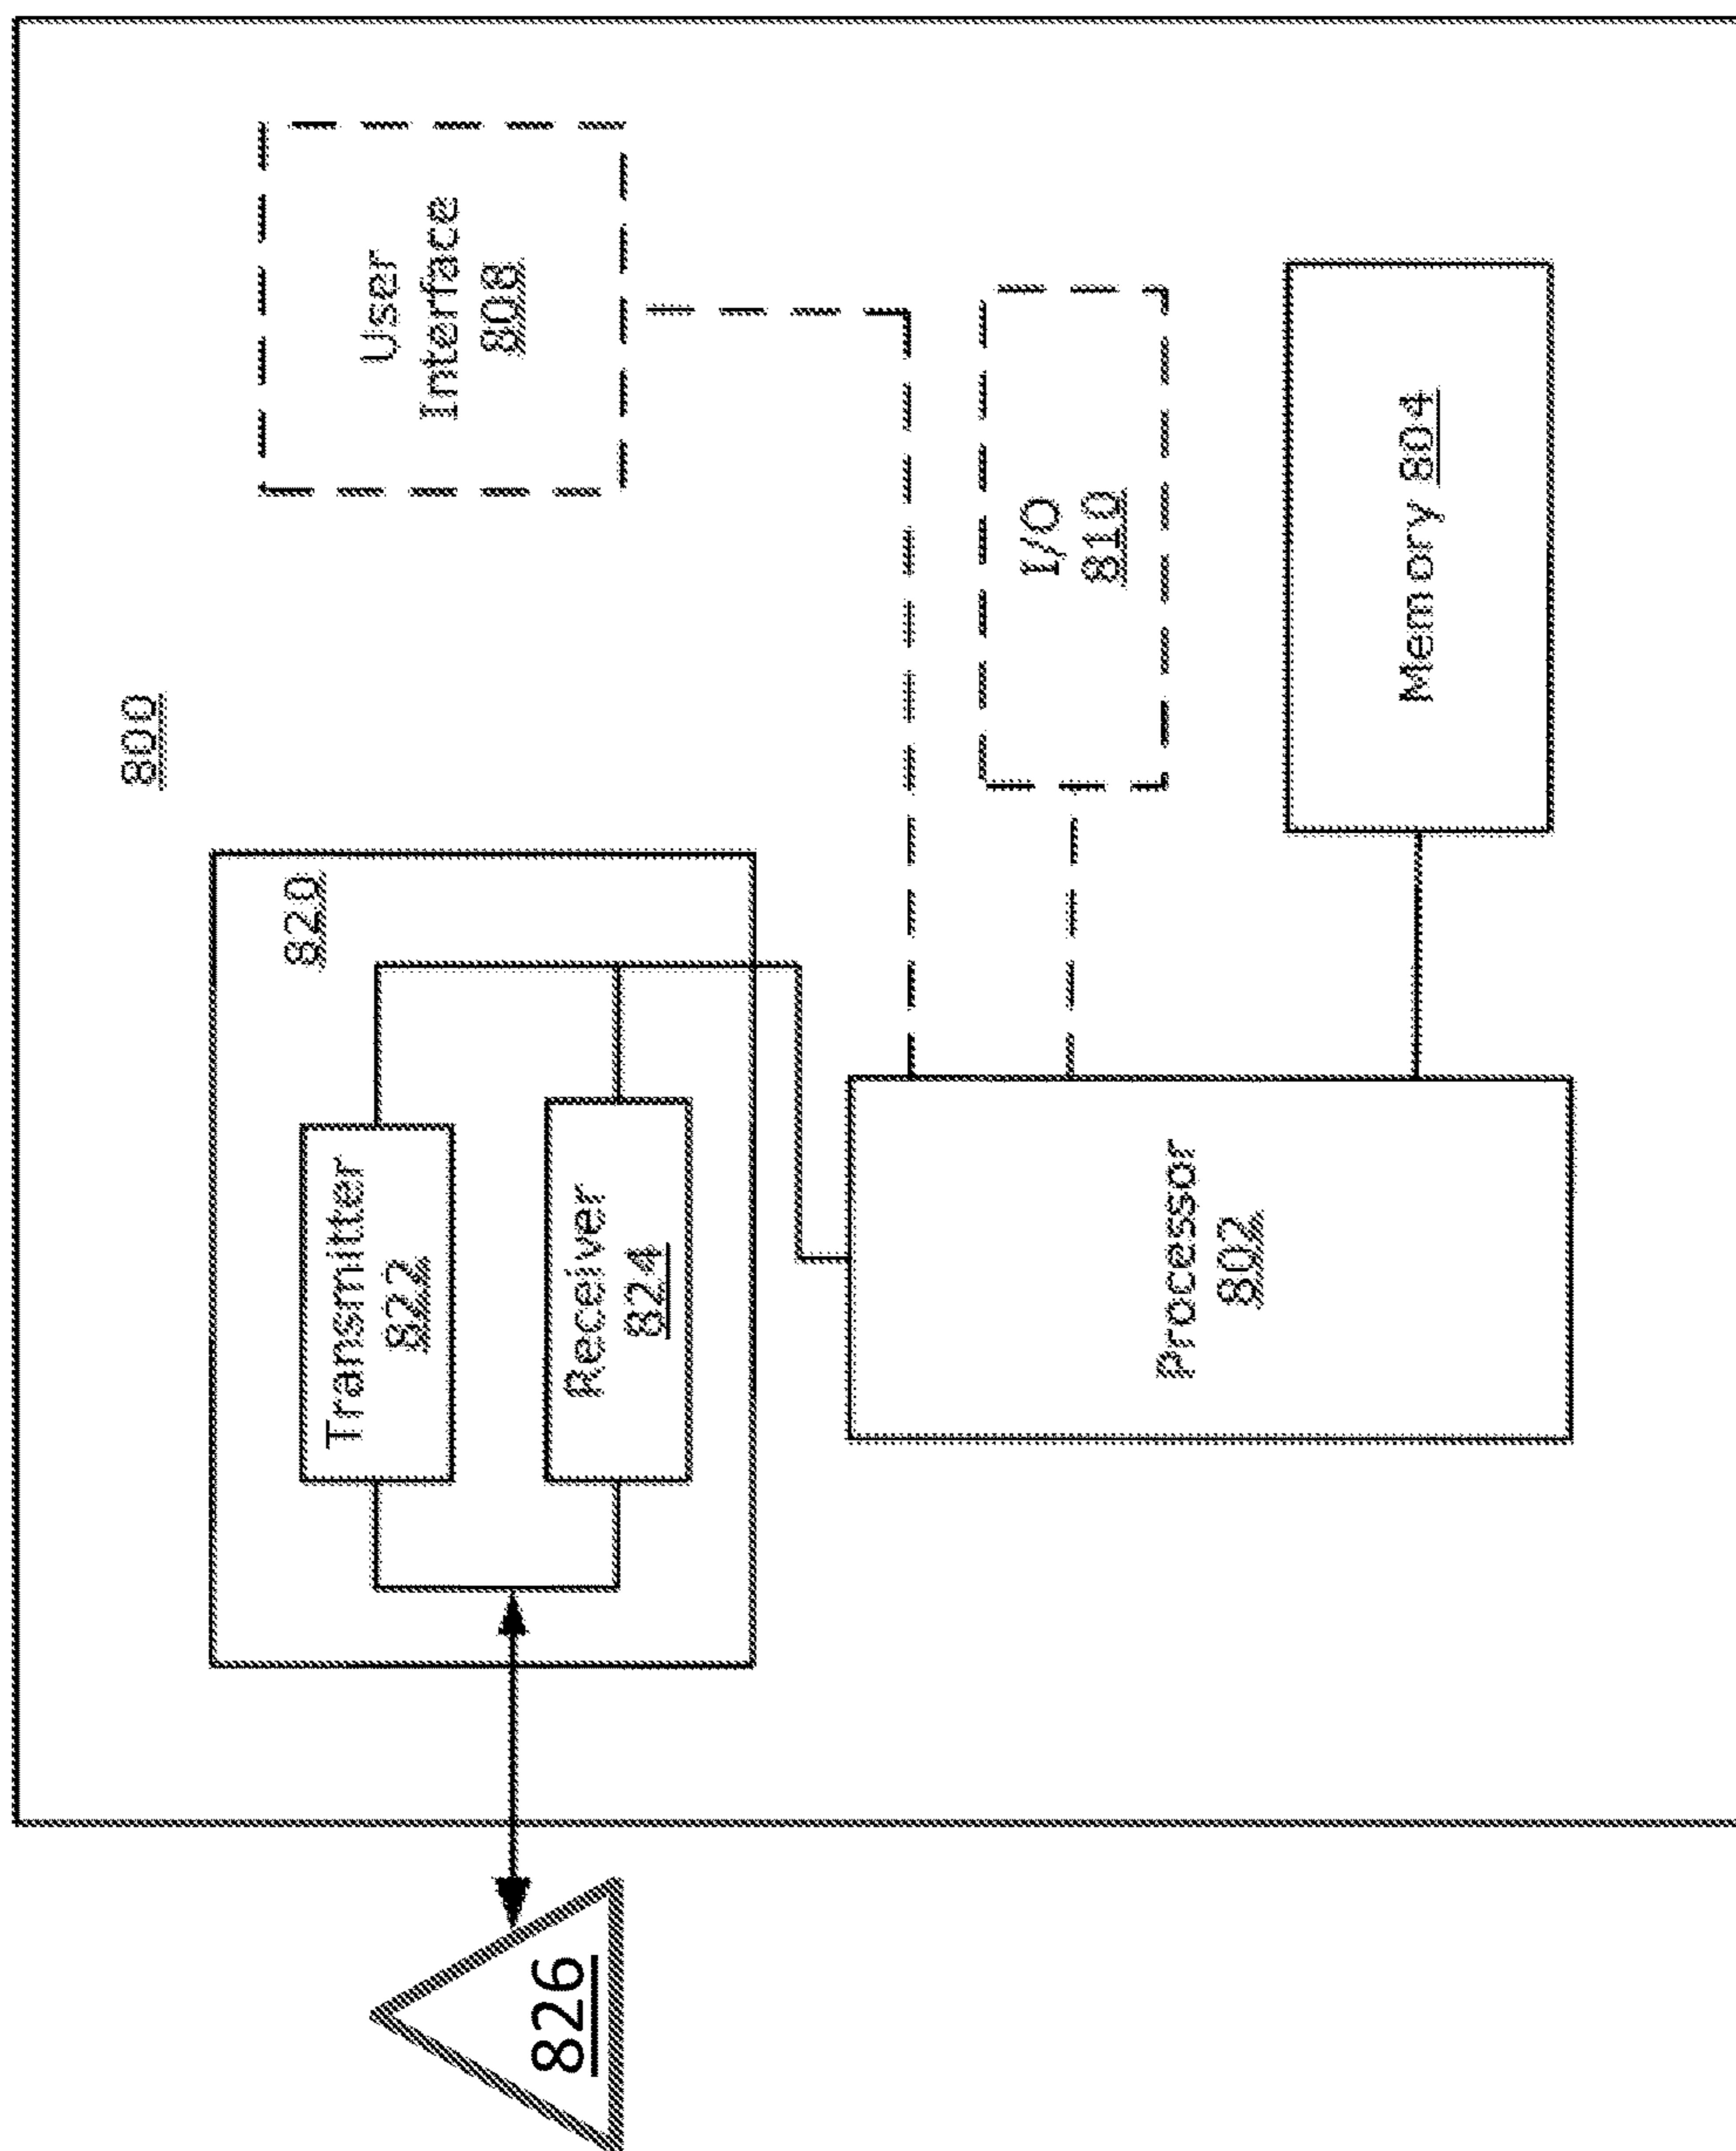 800
820
Transmitter
822
Receiver
824
User
Interface
808
I/O
810
Processor
802
Memory 804
826